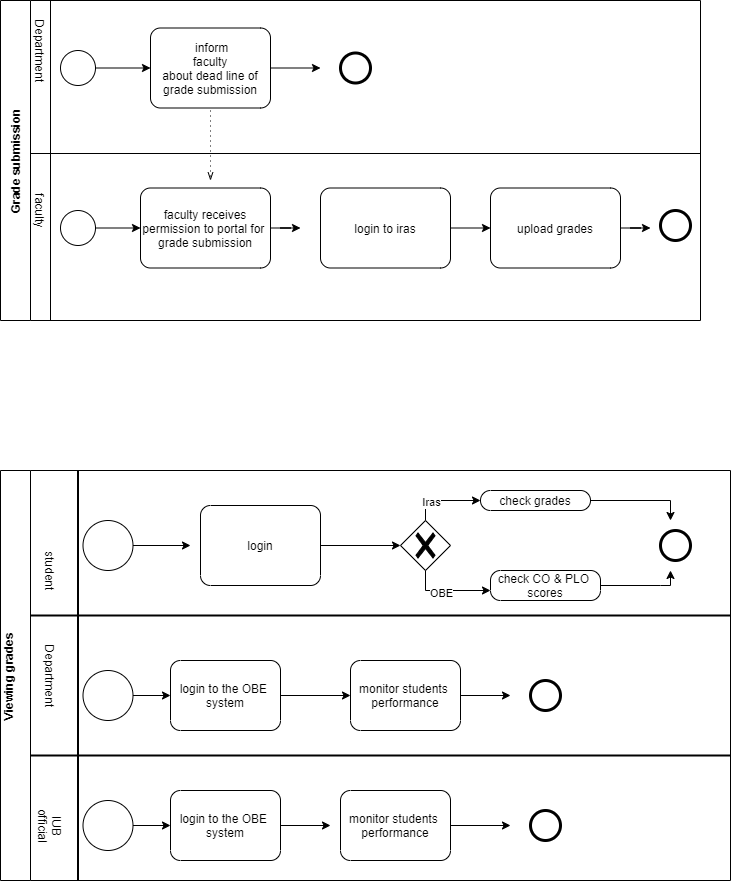 Grade submission
Department
inform
faculty
about dead line of
grade submission
faculty
faculty receives
permission to portal for
grade submission
login to iras
upload grades
Viewing grades
student
login
Iras
check grades
OBE
check CO & PLO
scores
Department
login to the OBE
system
monitor students
performance
IUB
official
login to the OBE
system
monitor students
performance